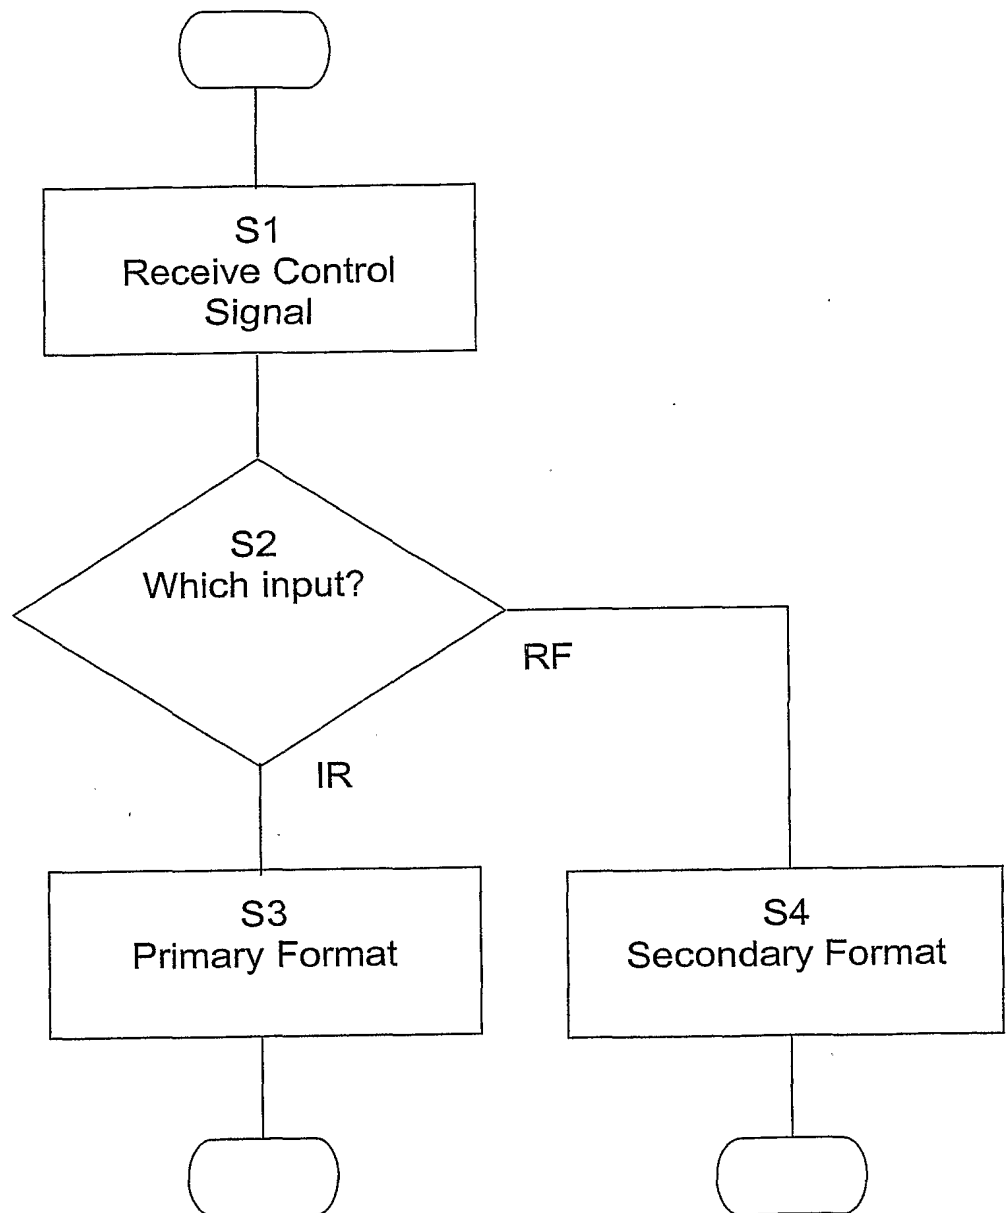 S1
Receive Control
Signal
S2
Which input?
RF
IR
S3
Primary Format
S4
Secondary Format